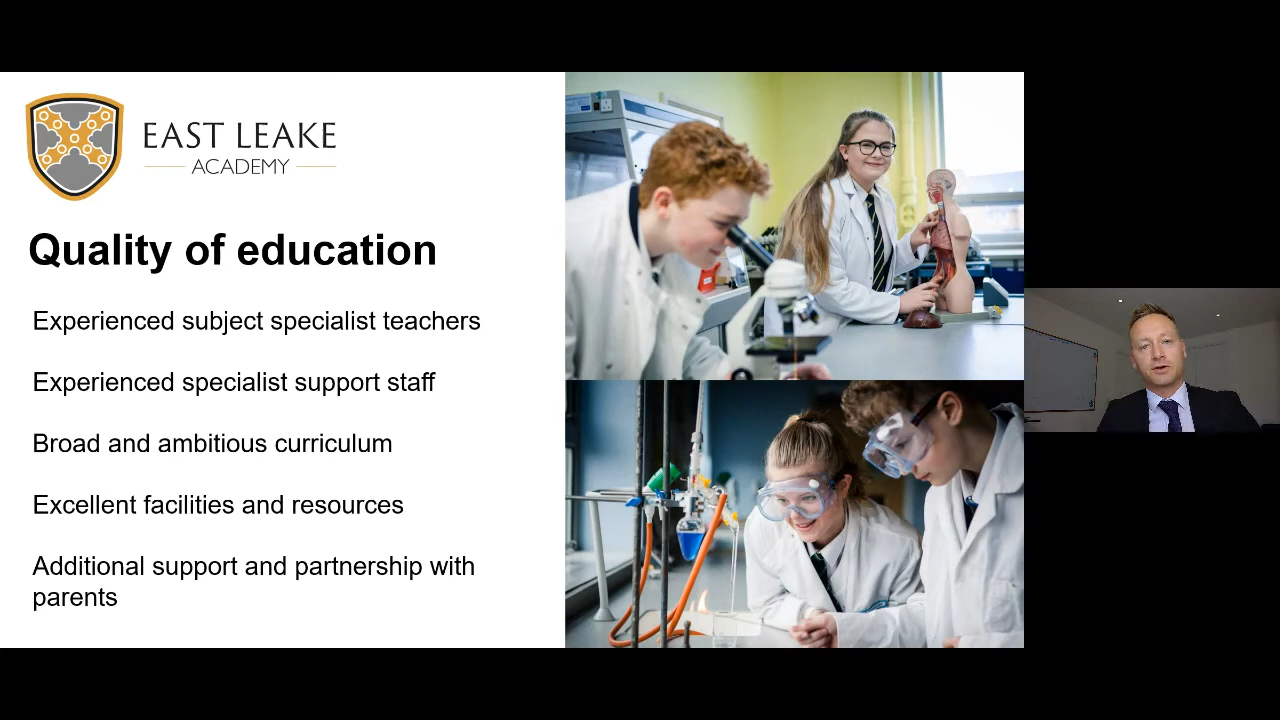 EAST LEAKE
ACADEMY
Quality of education
Experienced subject specialist teachers
Experienced specialist support staff
Broad and ambitious curriculum
Excellent facilities and resources
Additional support and partnership with
parents